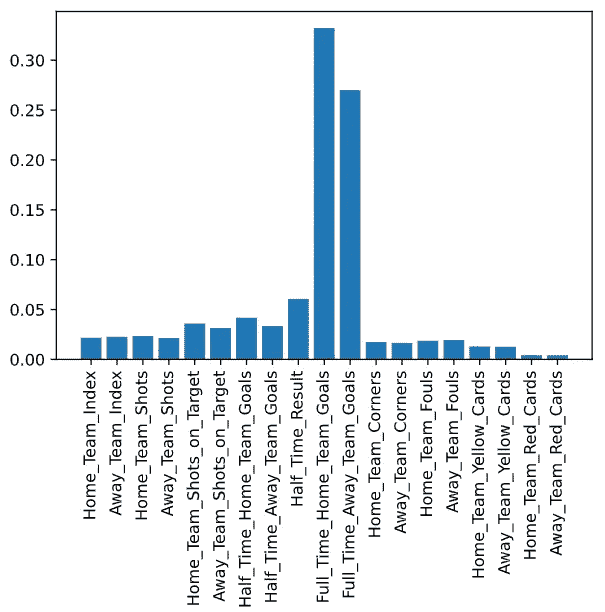 0.30
0.25
0.20
0.15
0.10
0.05
0.00
Home_Team_Index
Away_Team_Index
Home_Team_Shots
Away_Team_Shots
Home_Team_Shots_on_Target
Away_Team_Shots_on_Target
Half_Time_Home_Team_Goals
Half_Time_Away_Team_Goals
Half_Time_Result
Full_Time_Home_Team_Goals
Full_Time_Away_Team_Goals
Home_Team_Corners
Away_Team_Corners
Home_Team_Fouls
Away_Team_Fouls
Home_Team_Yellow_Cards
Away_Team_Yellow_Cards
Home_Team_Red_Cards
Away_Team_Red_Cards